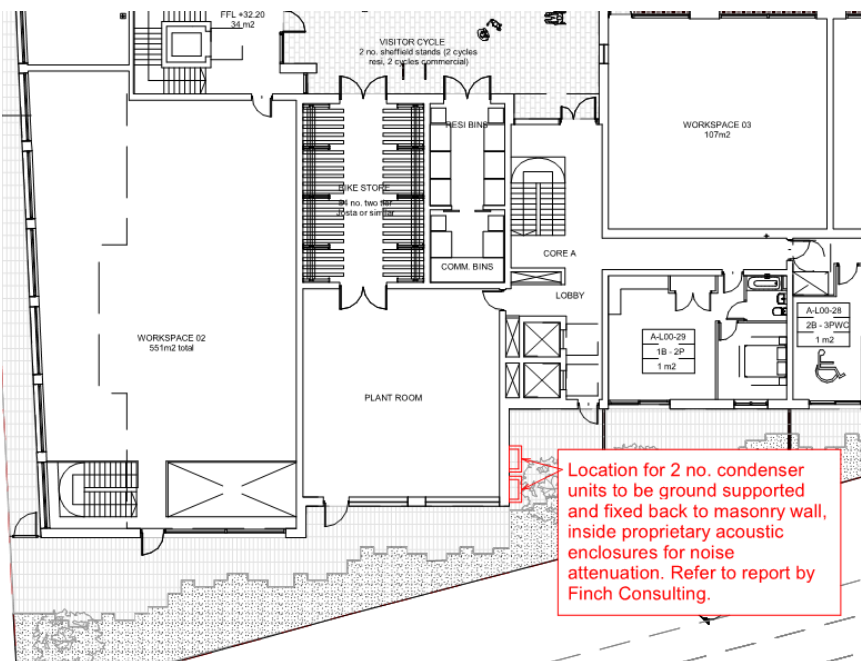 FFL +32.20
34 m2
VISITOR CYCLE
2 no. sheffield stands (2 cycles
resi, 2 cycles commercial)
RESI BINS
WORKSPACE 03
107m2
BIKE STORE
no. two tier
Josta or similar
CORE A
COMM. BINS
LOBBY
A-L00-28
2B - 3PWC
1 m2
WORKSPACE 02
551m2 total
A-L00-29
1B - 2P
1 m2
PLANT ROOM
Location for 2 no. condenser
units to be ground supported
and fixed back to masonry wall,
inside proprietary acoustic
enclosures for noise
attenuation. Refer to report by
Finch Consulting.